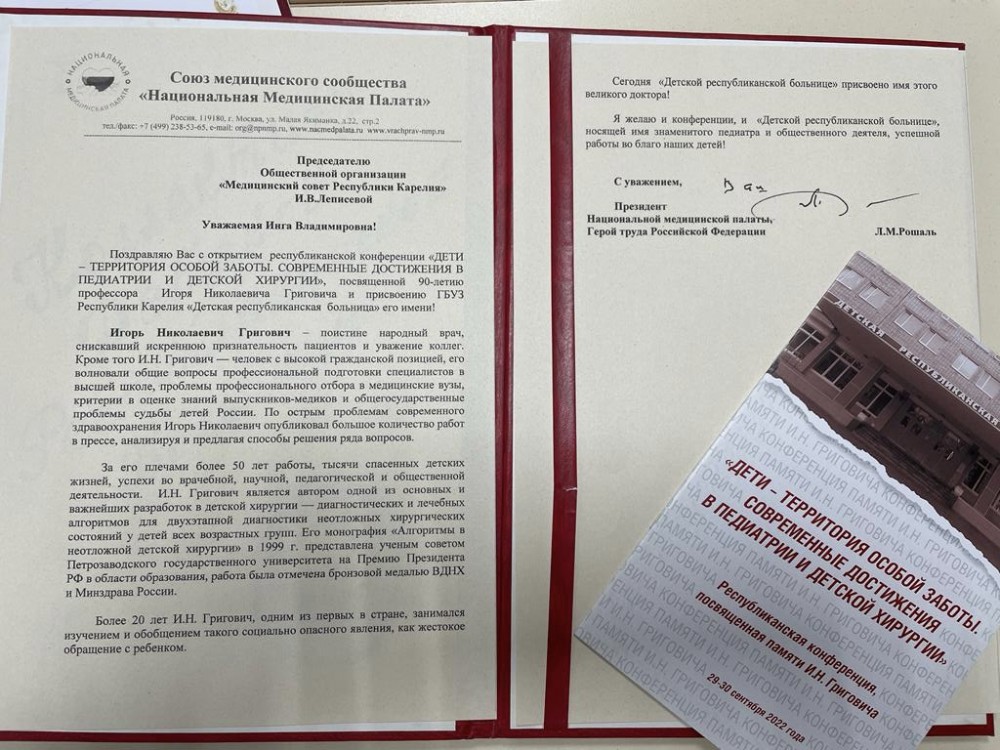 НАЦИОНАЛЬНАЯ
МЕДИЦИНСКАЯ ПАЛАТА
Союз медицинского сообщества
«Национальная Медицинская Палата»
Россия, 119180, г. Москва, ул. Малая Якиманка, д.22, стр.2
тел./факс: +7 (499) 238-53-65, e-mail: org@npnmp.ru, www.nacmedpalata.ru www.vrachprav-nmp.ru
Председателю
Общественной организации
«Медицинский совет Республики Карелия»
И.В.Леписевой
Уважаемая Инга Владимировна!
Поздравляю Вас с открытием республиканской конференции «ДЕТИ
– ТЕРРИТОРИЯ ОСОБОЙ ЗАБОТЫ. СОВРЕМЕННЫЕ ДОСТИЖЕНИЯ В
ПЕДИАТРИИ И ДЕТСКОЙ ХИРУРГИИ», посвященной 90-летию
профессора Игоря Николаевича Григовича и присвоению ГБУЗ
Республики Карелия «Детская республиканская больница» его имени!
Игорь Николаевич Григович – поистине народный врач,
снискавший искреннюю признательность пациентов и уважение коллег.
Кроме того И.Н. Григович — человек с высокой гражданской позицией, его
волновали общие вопросы профессиональной подготовки специалистов в
высшей школе, проблемы профессионального отбора в медицинские вузы,
критерии в оценке знаний выпускников-медиков и общегосударственные
проблемы судьбы детей России. По острым проблемам современного
здравоохранения Игорь Николаевич опубликовал большое количество работ
в прессе, анализируя и предлагая способы решения ряда вопросов.
За его плечами более 50 лет работы, тысячи спасенных детских
жизней, успехи во врачебной, научной, педагогической и общественной
деятельности. И.Н. Григович является автором одной из основных и
важнейших разработок в детской хирургии — диагностических и лечебных
алгоритмов для двухэтапной диагностики неотложных хирургических
состояний у детей всех возрастных групп. Его монография «Алгоритмы в
неотложной детской хирургии» в 1999 г. представлена ученым советом
Петрозаводского государственного университета на Премию Президента
РФ в области образования, работа была отмечена бронзовой медалью ВДНХ
и Минздрава России.
Более 20 лет И.Н. Григович, одним из первых в стране, занимался
изучением и обобщением такого социально опасного явления, как жестокое
обращение с ребенком.
Сегодня «Детской республиканской больнице» присвоено имя этого
великого доктора!
Я желаю и конференции, и «Детской республиканской больнице»,
носящей имя знаменитого педиатра и общественного деятеля, успешной
работы во благо наших детей!
С уважением,
Президент
Национальной медицинской палаты,
Герой труда Российской Федерации Л.М.Рошаль
ДЕТСКАЯ РЕСПУБЛИКАНСКАЯ
«ДЕТИ – ТЕРРИТОРИЯ ОСОБОЙ ЗАБОТЫ.
СОВРЕМЕННЫЕ ДОСТИЖЕНИЯ
В ПЕДИАТРИИ И ДЕТСКОЙ ХИРУРГИИ»
Республиканская конференция,
посвященная памяти И.Н. Григовича
29-30 сентября 2022 года